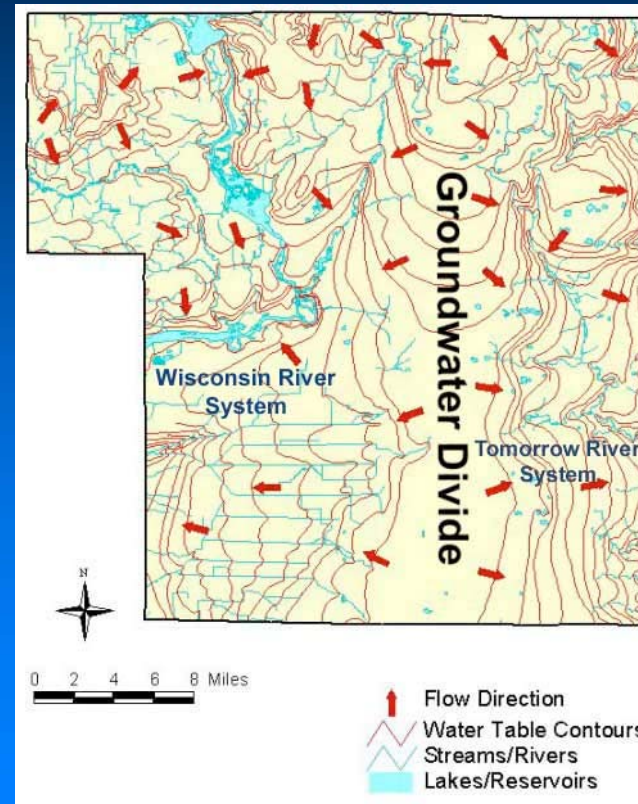 Groundwater Divide
Wisconsin River
System
Tomorrow River
System
N
0 2 4 6 8 Miles
Flow Direction
Water Table Contours
Streams/Rivers
Lakes/Reservoirs